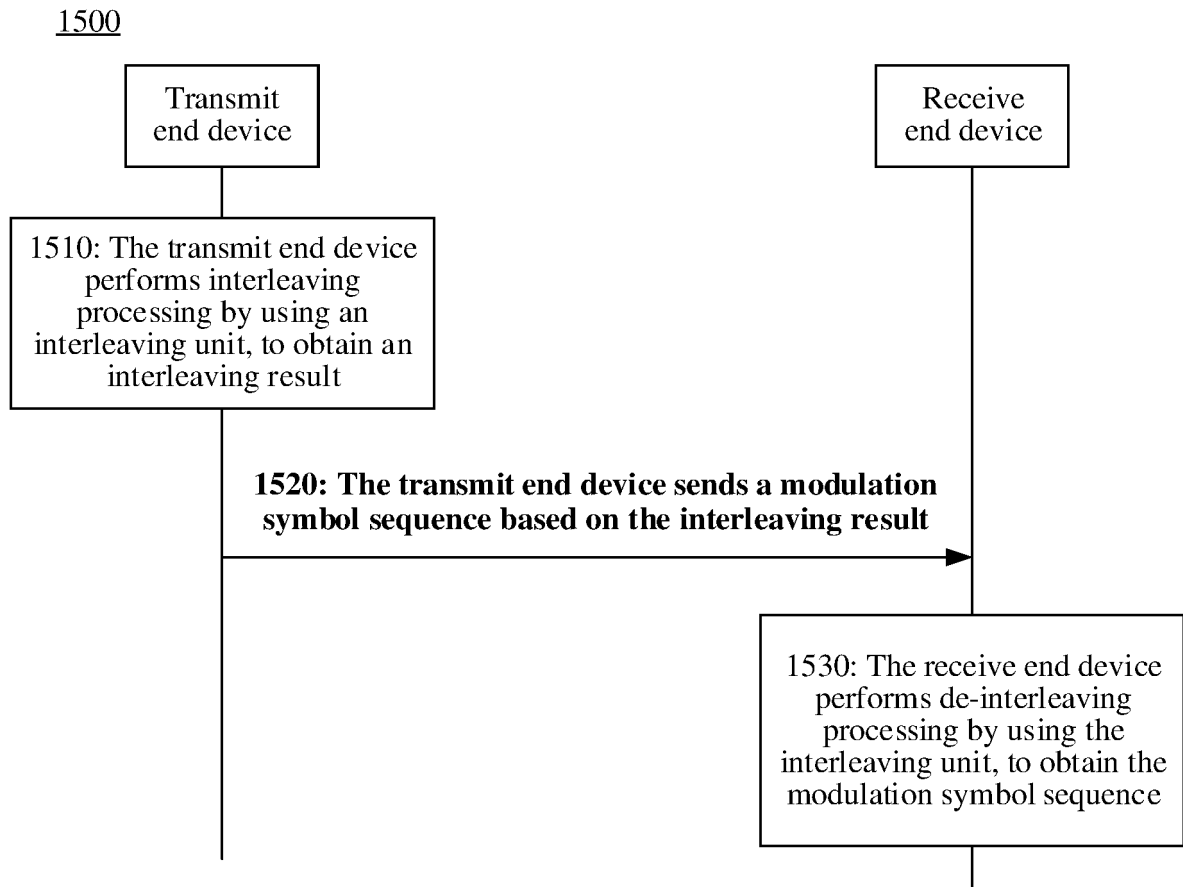 1500
Transmit
end device
Receive
end device
1510: The transmit end device
performs interleaving
processing by using an
interleaving unit, to obtain an
interleaving result
1520: The transmit end device sends a modulation
symbol sequence based on the interleaving result
1530: The receive end device
performs de-interleaving
processing by using the
interleaving unit, to obtain the
modulation symbol sequence